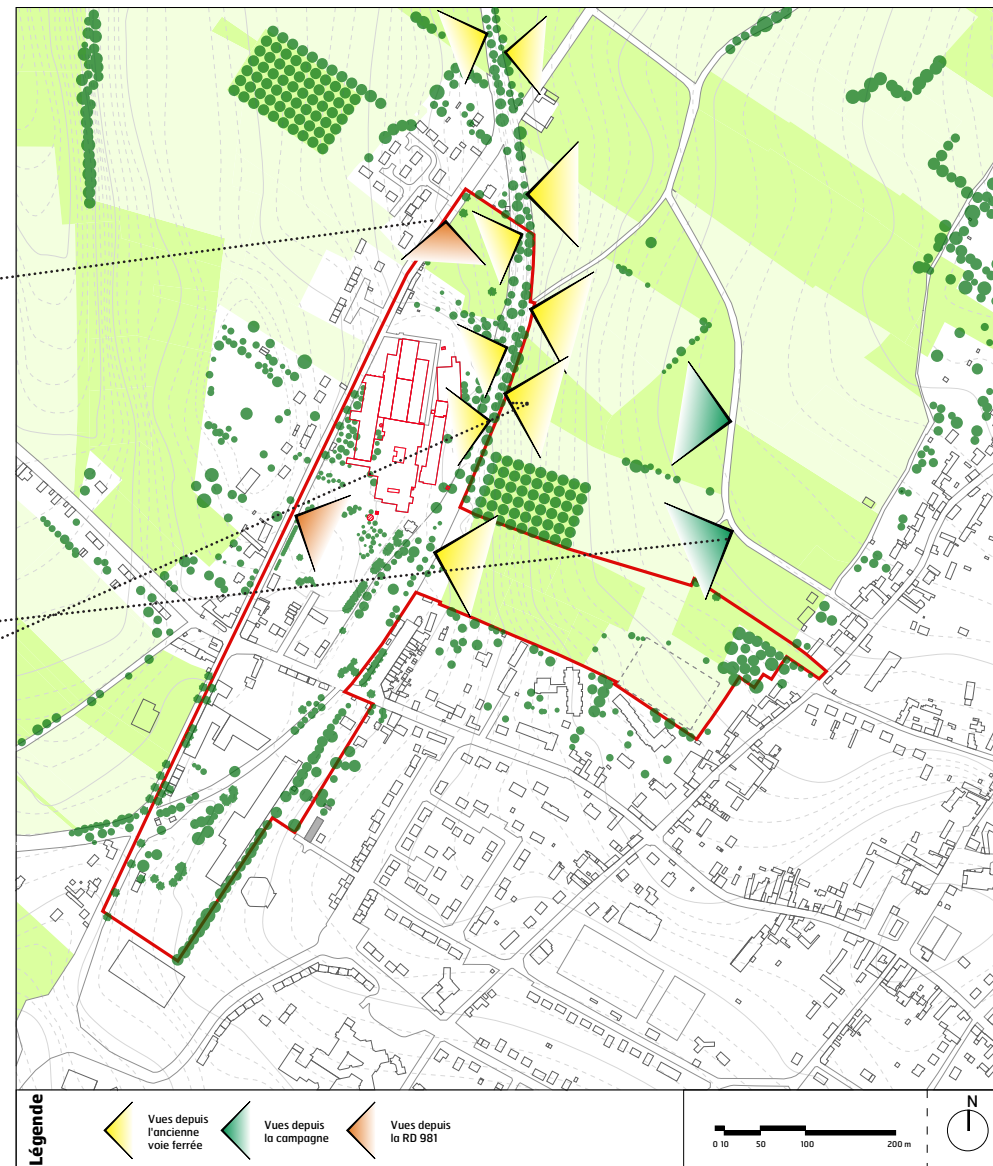 Légende
Vues depuis
l'ancienne
voie ferrée
Vues depuis
la campagne
Vues depuis
la RD 981
0 10 50 100 200 m
N